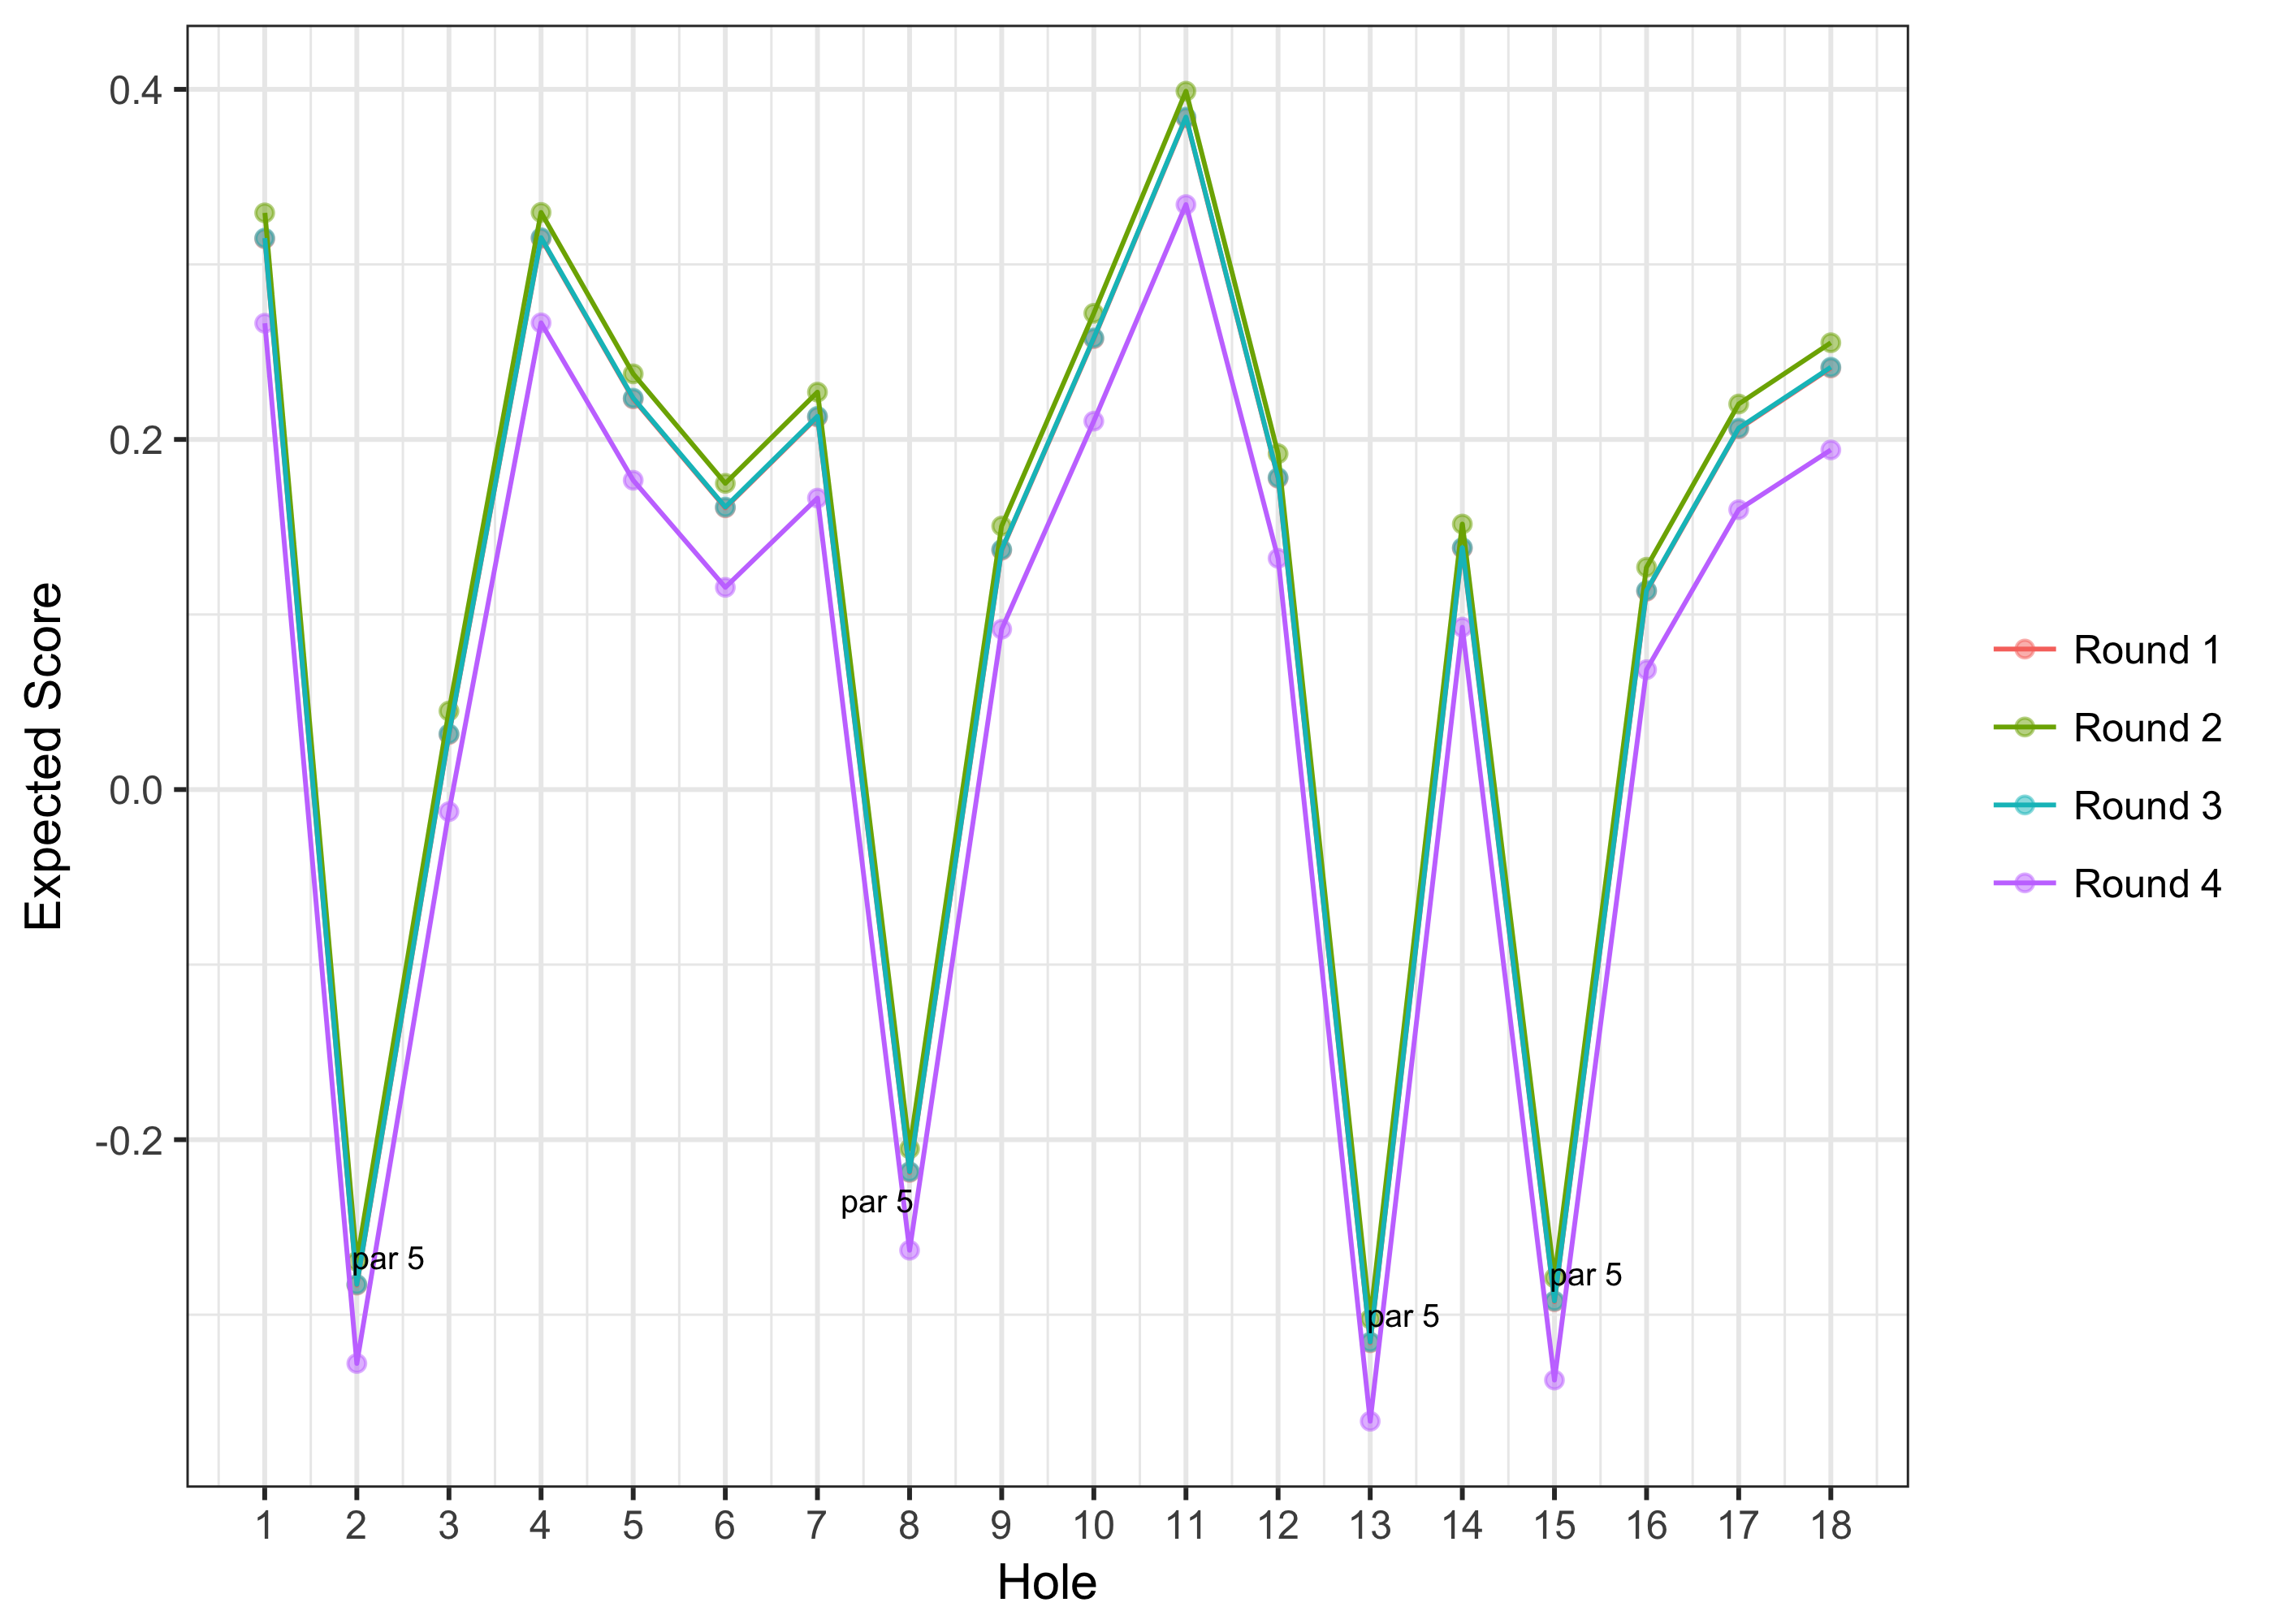 0.4
0.2
0.0
-0.2
Expected Score
par 5
par 5
par 5
par 5
1 2 3 4 5 6 7 8 9 10 11 12 13 14 15 16 17 18
Hole
Round 1
Round 2
Round 3
Round 4